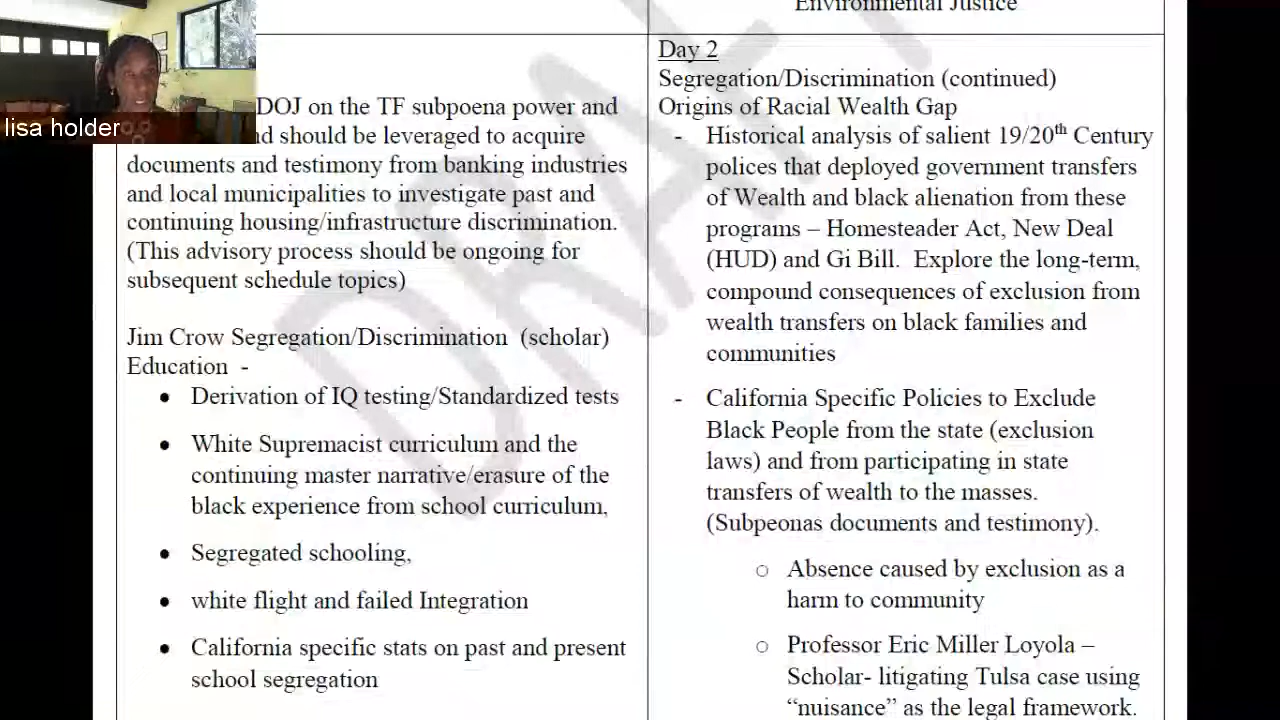 Environmental Justice
lisa holder
DOJ on the TF subpoena power and
should be leveraged to acquire
documents and testimony from banking industries
and local municipalities to investigate past and
continuing housing/infrastructure discrimination.
(This advisory process should be ongoing for
subsequent schedule topics)
Jim Crow Segregation/Discrimination (scholar)
Education -
• Derivation of IQ testing/Standardized tests
• White Supremacist curriculum and the
continuing master narrative/erasure of the
black experience from school curriculum,
• Segregated schooling,
• white flight and failed Integration
• California specific stats on past and present
school segregation
Day 2
Segregation/Discrimination (continued)
Origins of Racial Wealth Gap
- Historical analysis of salient 19/20th Century
polices that deployed government transfers
of Wealth and black alienation from these
programs – Homesteader Act, New Deal
(HUD) and Gi Bill. Explore the long-term,
compound consequences of exclusion from
wealth transfers on black families and
communities
- California Specific Policies to Exclude
Black People from the state (exclusion
laws) and from participating in state
transfers of wealth to the masses.
(Subpeonas documents and testimony).
o Absence caused by exclusion as a
harm to community
o Professor Eric Miller Loyola –
Scholar- litigating Tulsa case using
“nuisance” as the legal framework.
DRAFT